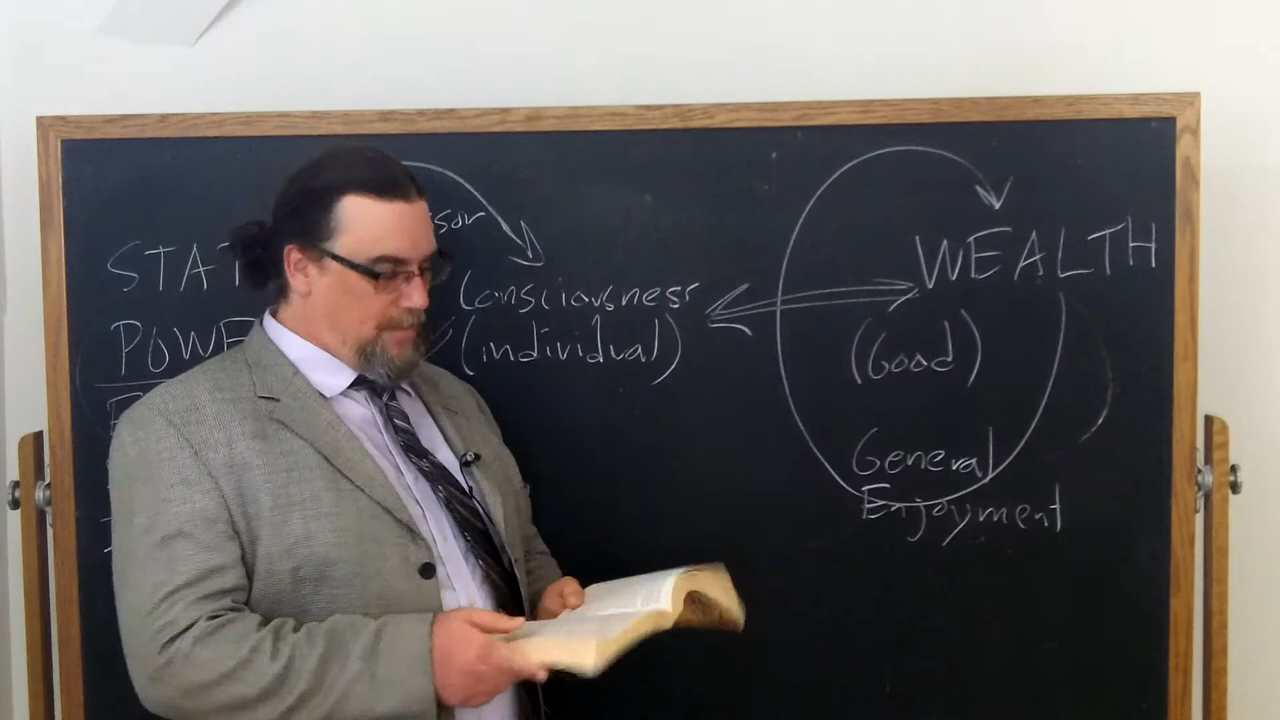 STAT
POWE
sor
Consciousness
(individual)
WEALTH
(Good)
General
Enjoyment